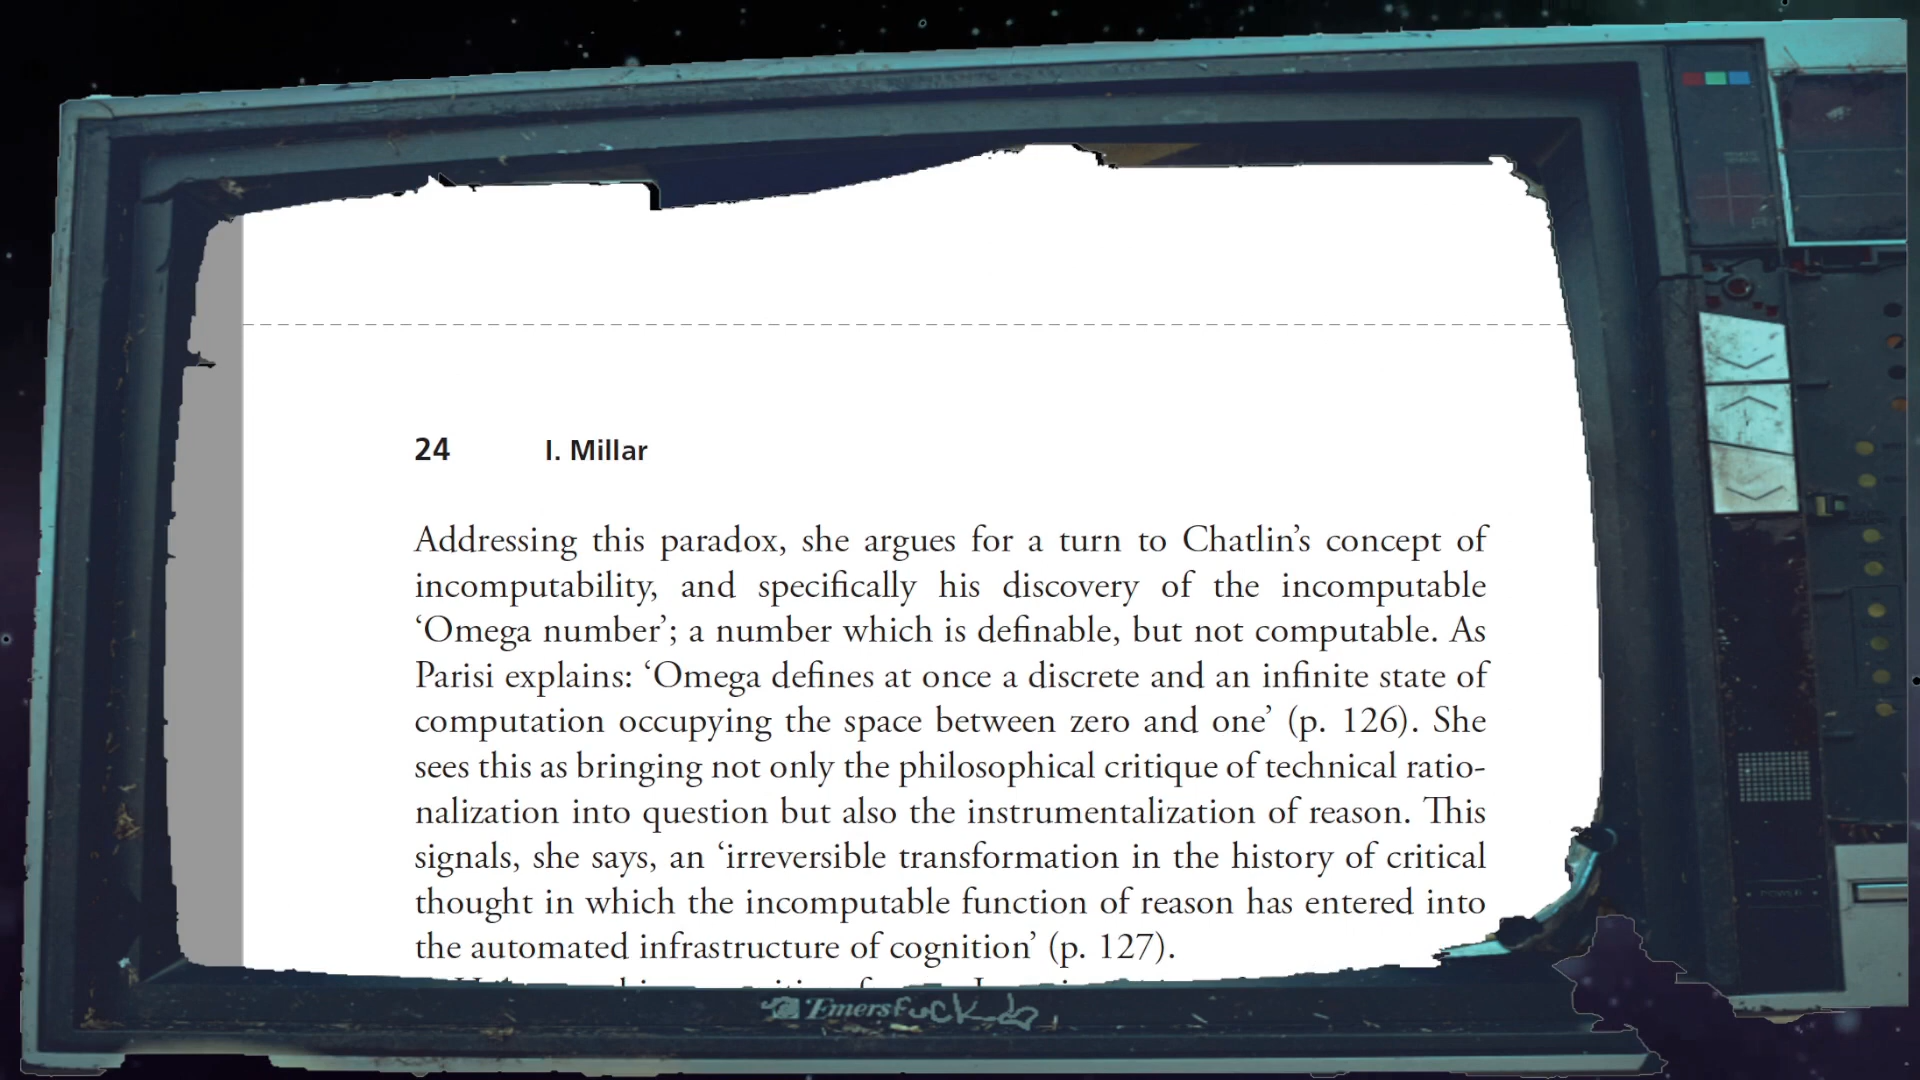 24 I. Millar
Addressing this paradox, she argues for a turn to Chatlin’s concept of
incomputability, and specifically his discovery of the incomputable
‘Omega number’; a number which is definable, but not computable. As
Parisi explains: ‘Omega defines at once a discrete and an infinite state of
computation occupying the space between zero and one’ (p. 126). She
sees this as bringing not only the philosophical critique of technical ratio-
nalization into question but also the instrumentalization of reason. This
signals, she says, an ‘irreversible transformation in the history of critical
thought in which the incomputable function of reason has entered into
the automated infrastructure of cognition’ (p. 127).
Emersfuck
POWER